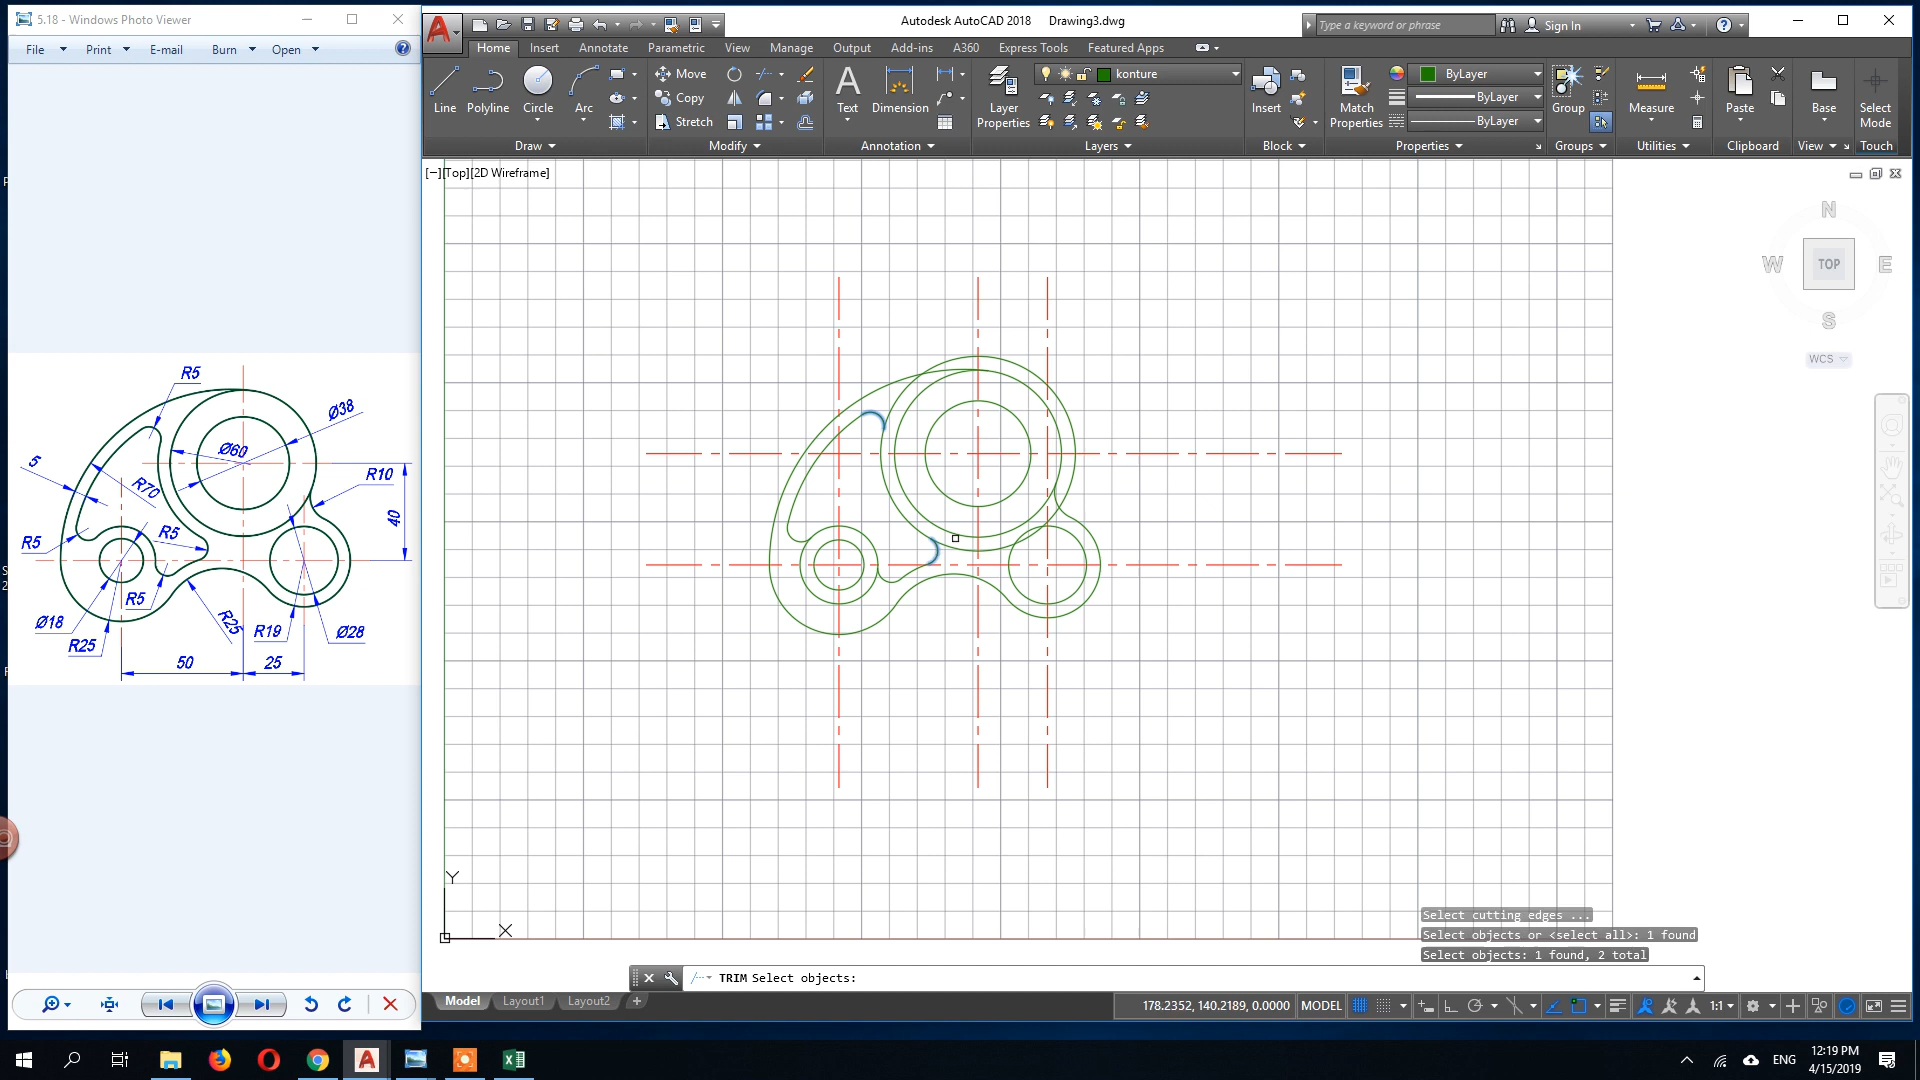 5.18 - Windows Photo Viewer
File
Print
E-mail
Burn
Open
R5
Ø38
Ø60
5
R70
R10
40
R5
R5
R5
Ø18
R25
R25
R19
Ø28
50
25
Autodesk AutoCAD 2018 Drawing3.dwg
Type a keyword or phrase
Sign In
Home Insert Annotate Parametric View Manage Output Add-ins A360 Express Tools Featured Apps
Line
Polyline
Circle
Arc
Draw
Move
Copy
Stretch
Modify
Text
Dimension
Annotation
Layer
Properties
konture
Layers
Insert
Block
Match
Properties
ByLayer
ByLayer
ByLayer
Properties
Group
Groups
Measure
Utilities
Paste
Clipboard
Base
View
Select
Mode
Touch
[−][Top][2D Wireframe]
N
W
TOP
E
S
WCS
Y
X
Select cutting edges ...
Select objects or <select all>: 1 found
Select objects: 1 found, 2 total
TRIM Select objects:
Model
Layout1
Layout2
178.2352, 140.2189, 0.0000
MODEL
1:1
ENG
12:19 PM
4/15/2019